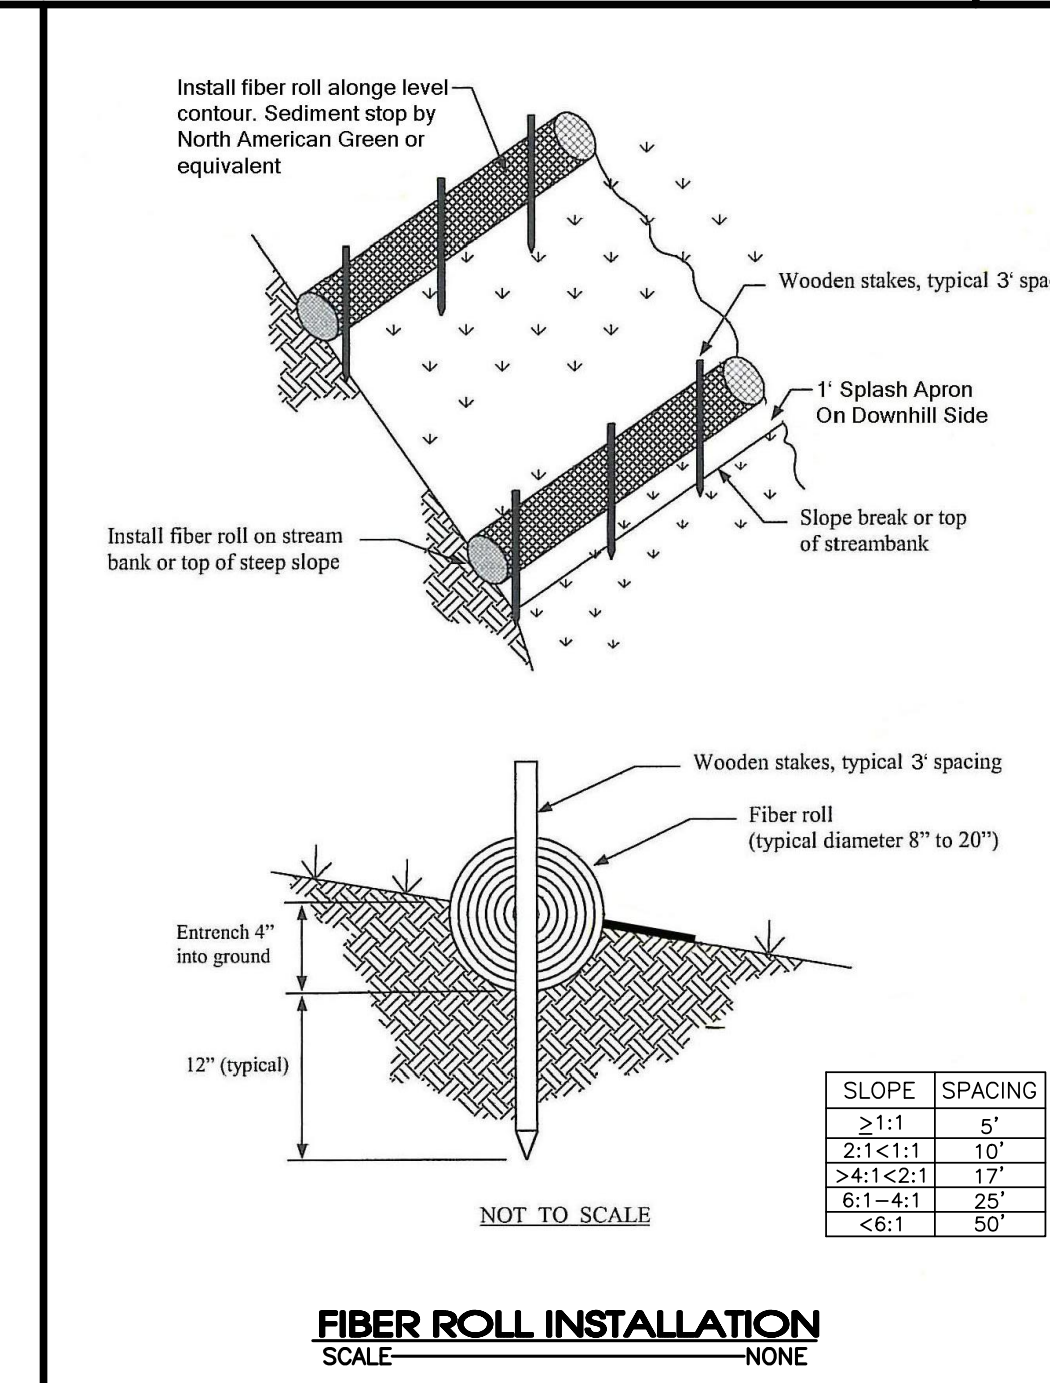 Install fiber roll alonge level
contour. Sediment stop by
North American Green or
equivalent
Wooden stakes, typical 3‘
1‘ Splash Apron
On Downhill Side
Slope break or top
of streambank
Install fiber roll on stream
bank or top of steep slope
Wooden stakes, typical 3‘ spacing
Fiber roll
(typical diameter 8” to 20”)
Entrench 4”
into ground
12” (typical)
SLOPE SPACING
≥1:1 5’
2:1<1:1 10’
>4:1<2:1 17’
6:1–4:1 25’
<6:1 50’
NOT TO SCALE
FIBER ROLL INSTALLATION
SCALE NONE